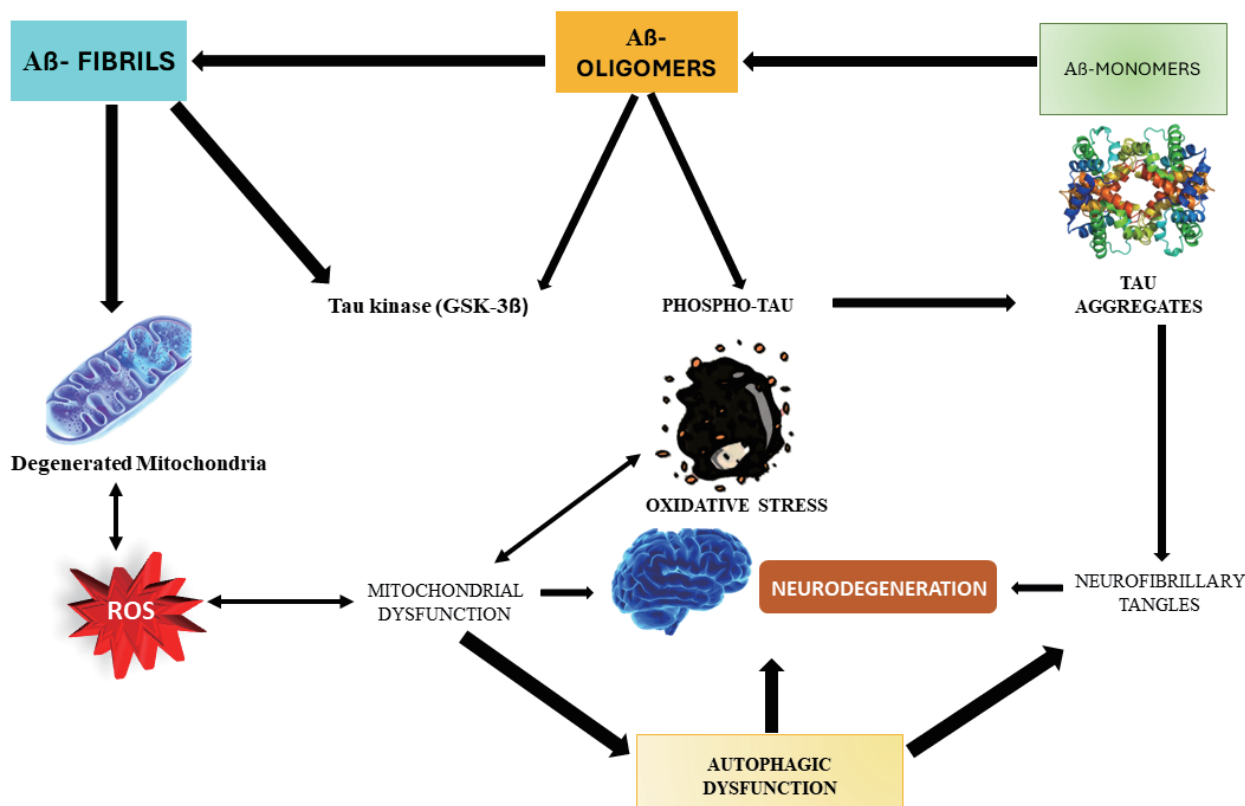 Aß- FIBRILS
Aß-
OLIGOMERS
Aß-MONOMERS
Tau kinase (GSK-3ß)
PHOSPHO-TAU
TAU
AGGREGATES
Degenerated Mitochondria
OXIDATIVE STRESS
ROS
MITOCHONDRIAL
DYSFUNCTION
NEURODEGENERATION
NEUROFIBRILLARY
TANGLES
AUTOPHAGIC
DYSFUNCTION